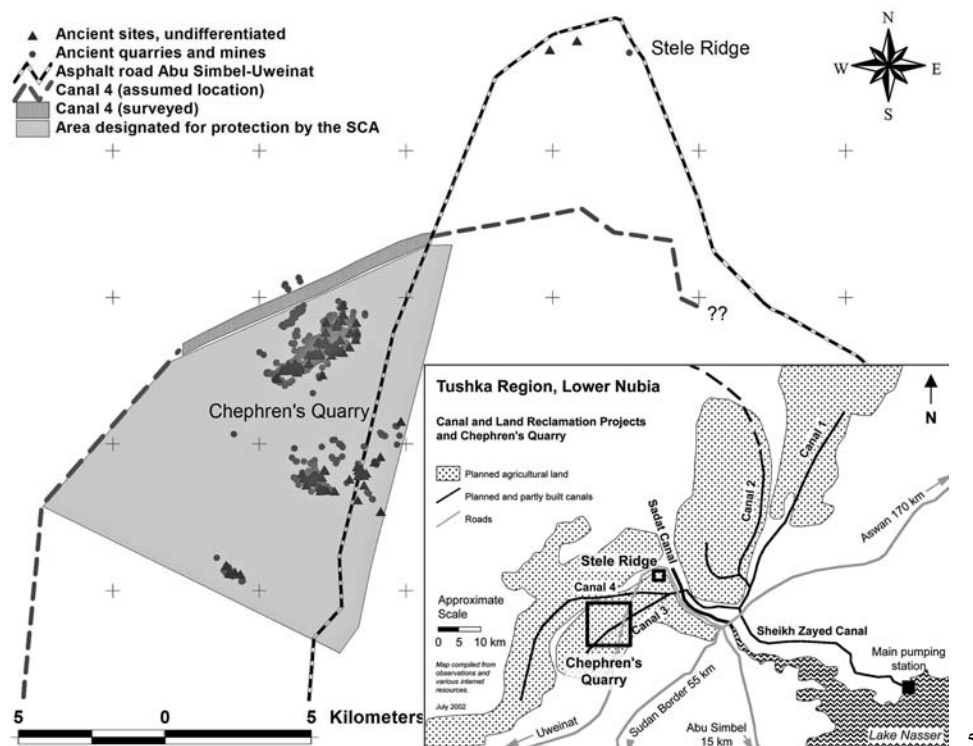 Ancient sites, undifferentiated
Ancient quarries and mines
Asphalt road Abu Simbel-Uweinat
Canal 4 (assumed location)
Canal 4 (surveyed)
Area designated for protection by the SCA
Stele Ridge
N
W
E
S
??
Chephren's Quarry
5
0
5
Kilometers
Tushka Region, Lower Nubia
Canal and Land Reclamation Projects
and Chephren's Quarry
Planned agricultural land
Planned and partly built canals
Roads
N
Canal 1
Canal 2
Sadat Canal
Aswan 170 km
Stele Ridge
Canal 4
Canal 3
Approximate
Scale
0 5 10 km
Chephren's
Quarry
Sheikh Zayed Canal
Main pumping
station
Map compiled from
observations and
various internet
resources.
July 2002
Uweinat
Sudan Border 55 km
Abu Simbel
15 km
Lake Nasser
5